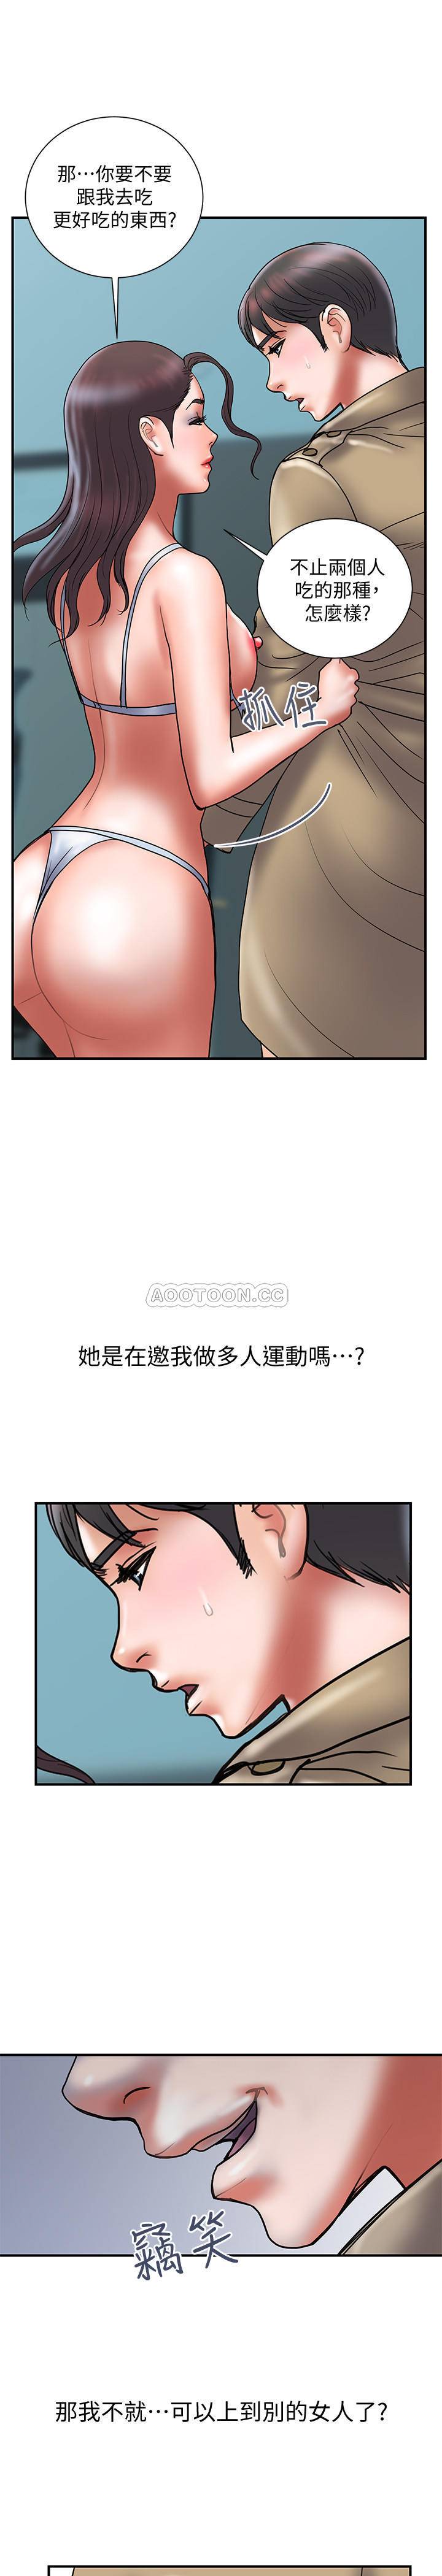 那…你要不要
跟我去吃
更好吃的東西?
不止兩個人
吃的那種，
怎麼樣?
抓住
AOOTOON.CC
她是在邀我做多人運動嗎…?
竊笑
那我不就…可以上到別的女人了?